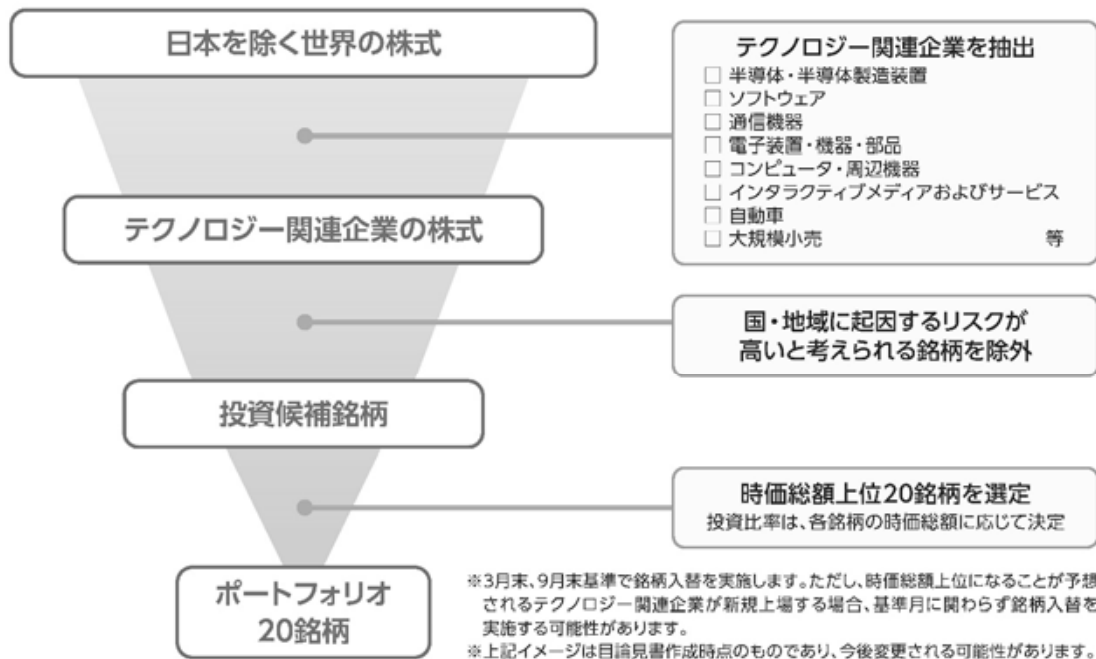 日本を除く世界の株式
テクノロジー関連企業を抽出
□ 半導体・半導体製造装置
□ ソフトウェア
□ 通信機器
□ 電子装置・機器・部品
□ コンピュータ・周辺機器
□ インタラクティブメディアおよびサービス
□ 自動車
□ 大規模小売 等
テクノロジー関連企業の株式
国・地域に起因するリスクが
高いと考えられる銘柄を除外
投資候補銘柄
時価総額上位20銘柄を選定
投資比率は、各銘柄の時価総額に応じて決定
ポートフォリオ
20銘柄
※3月末、9月末基準で銘柄入替を実施します。ただし、時価総額上位になることが予想
されるテクノロジー関連企業が新規上場する場合、基準月に関わらず銘柄入替を
実施する可能性があります。
※上記イメージは目論見書作成時点のものであり、今後変更される可能性があります。